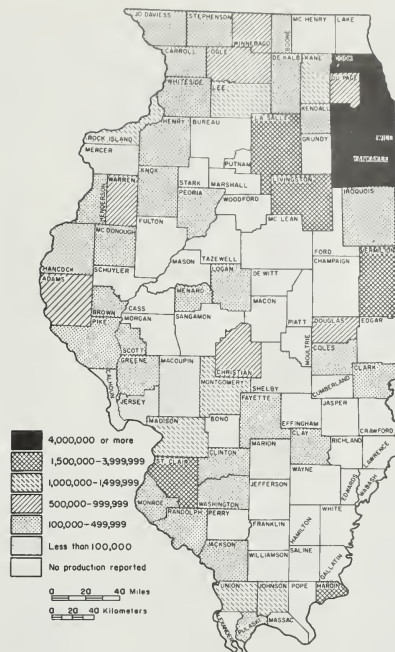 JO DAVIESS
STEPHENSON
WINNEBAGO
BOONE
MC HENRY
LAKE
CARROLL
OGLE
DE KALB
KANE
COOK
DU PAGE
WHITESIDE
LEE
KENDALL
WILL
ROCK ISLAND
HENRY
BUREAU
LA SALLE
GRUNDY
KANKAKEE
MERCER
PUTNAM
KNOX
STARK
MARSHALL
LIVINGSTON
IROQUOIS
HENDERSON
WARREN
PEORIA
WOODFORD
MC LEAN
FULTON
MC DONOUGH
HANCOCK
SCHUYLER
MASON
TAZEWELL
FORD
CHAMPAIGN
VERMILION
LOGAN
DE WITT
ADAMS
BROWN
CASS
MENARD
MACON
PIATT
PIKE
MORGAN
SANGAMON
MOULTRIE
DOUGLAS
EDGAR
SCOTT
CHRISTIAN
COLES
GREENE
MACOUPIN
SHELBY
CLARK
CUMBERLAND
CALHOUN
JERSEY
MONTGOMERY
FAYETTE
EFFINGHAM
JASPER
CRAWFORD
MADISON
BOND
CLAY
RICHLAND
LAWRENCE
CLINTON
MARION
ST CLAIR
WAYNE
EDWARDS
WABASH
WASHINGTON
JEFFERSON
MONROE
RANDOLPH
PERRY
FRANKLIN
HAMILTON
WHITE
JACKSON
WILLIAMSON
SALINE
GALLATIN
UNION
JOHNSON
POPE
HARDIN
ALEXANDER
PULASKI
MASSAC
4,000,000 or more
1,500,000-3,999,999
1,000,000-1,499,999
500,000-999,999
100,000-499,999
Less than 100,000
No production reported
0 20 40 Miles
0 20 40 Kilometers